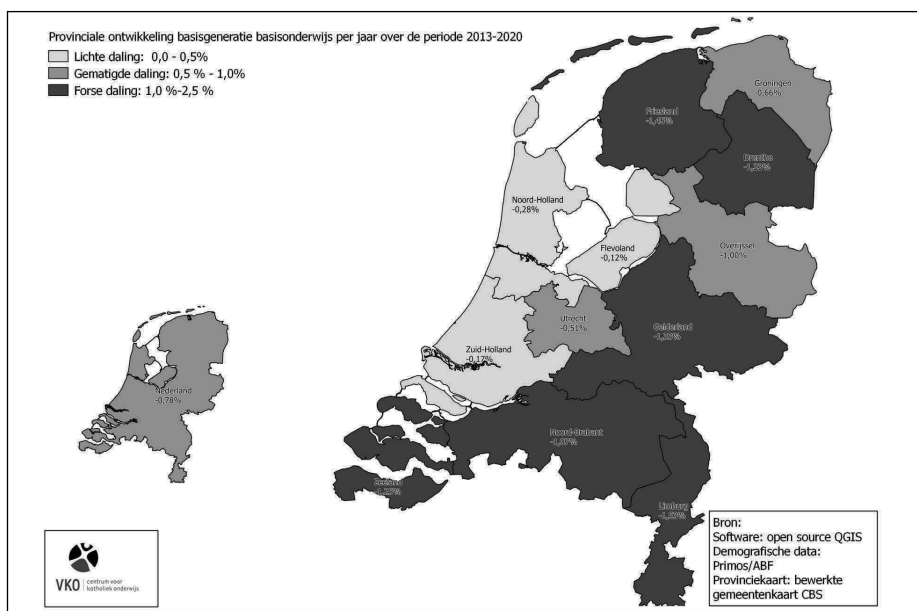 Provinciale ontwikkeling basisgeneratie basisonderwijs per jaar over de periode 2013-2020
Lichte daling: 0,0 - 0,5%
Gematigde daling: 0,5 % - 1,0%
Forse daling: 1,0 %-2,5 %
Groningen
-0,66%
Friesland
Drenthe
Noord-Holland
-0,28%
Flevoland
-0,12%
Overijssel
-1,00%
Utrecht
-0,51%
Gelderland
Zuid-Holland
-0,17%
Nederland
-0,78%
Noord-Brabant
-1,07%
Zeeland
Limburg
VKO
centrum voor
katholiek onderwijs
Bron:
Software: open source QGIS
Demografische data:
Primos/ABF
Provinciekaart: bewerkte
gemeentenkaart CBS